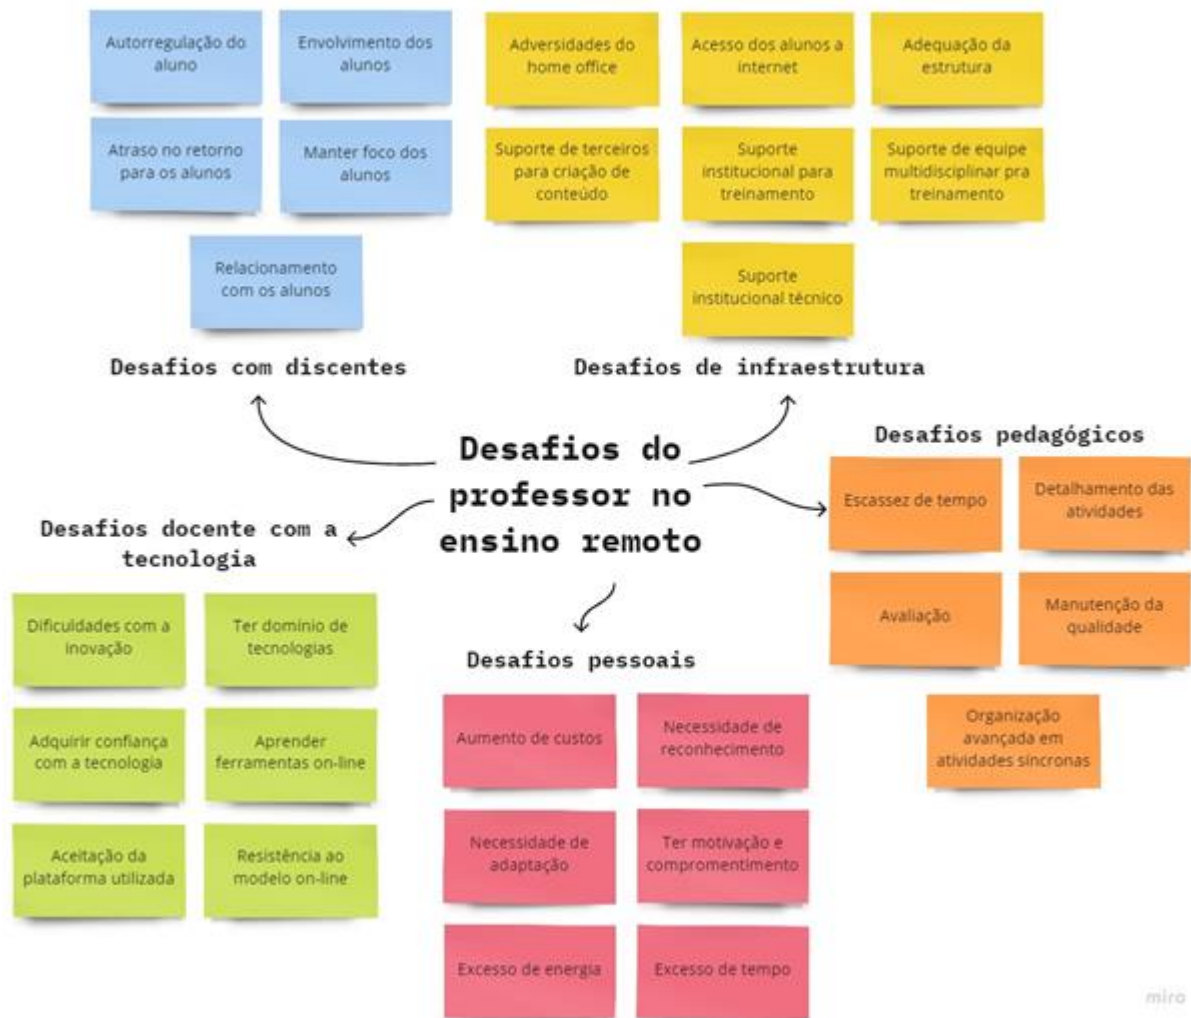 Autorregulação do
aluno
Envolvimento dos
alunos
Atraso no retorno
para os alunos
Manter foco dos
alunos
Relacionamento
com os alunos
Desafios com discentes
Adversidades do
home office
Acesso dos alunos a
internet
Adequação da
estrutura
Suporte de terceiros
para criação de
conteúdo
Suporte
institucional para
treinamento
Suporte de equipe
multidisciplinar pra
treinamento
Suporte
institucional técnico
Desafios de infraestrutura
Desafios do
professor no
ensino remoto
Desafios pedagógicos
Escassez de tempo
Detalhamento das
atividades
Avaliação
Manutenção da
qualidade
Organização
avançada em
atividades síncronas
Desafios docente com a
tecnologia
Dificuldades com a
inovação
Ter domínio de
tecnologias
Adquirir confiança
com a tecnologia
Aprender
ferramentas on-line
Aceitação da
plataforma utilizada
Resistência ao
modelo on-line
Desafios pessoais
Aumento de custos
Necessidade de
reconhecimento
Necessidade de
adaptação
Ter motivação e
compromentimento
Excesso de energia
Excesso de tempo
miro